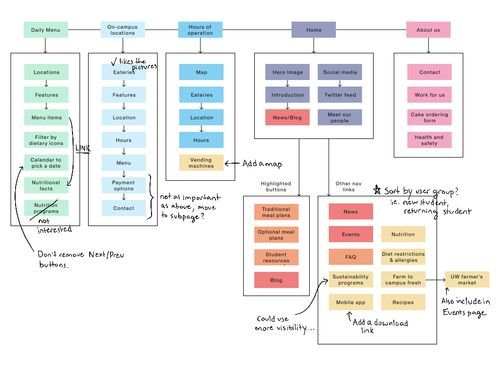 Daily Menu
On-campus
locations
Hours of
operation
Home
About us
Locations
Features
Menu items
Filter by
dietary icons
Calendar to
pick a date
Nutritional
facts
Nutrition
programs
not
interested
Don't remove Next/Prev
buttons.
LINK
✓ likes the
pictures
Eateries
Features
Location
Hours
Menu
Payment
options
Contact
not as important
as above, move
to subpage?
Map
Eateries
Location
Hours
Vending
machines
Add a map
Hero Image
Social media
Introduction
Twitter feed
News/Blog
Meet our
people
Contact
Work for us
Cake ordering
form
Health and
safety
Highlighted
buttons
Traditional
meal plans
Optional meal
plans
Student
resources
Blog
Other nav
links
☆ Sort by user group?
ie. new student,
returning student
News
Events
Nutrition
FAQ
Diet restrictions
& allergies
Sustainability
programs
Farm to
campus fresh
UW farmer's
market
Mobile app
Recipes
Could use
more visibility...
Add a download
link
Also include in
Events page